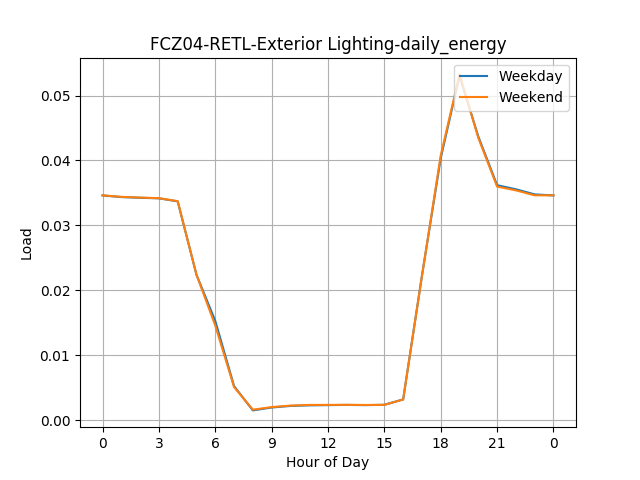 FCZ04-RETL-Exterior Lighting-daily_energy
Weekday
Weekend
0.05
0.04
0.03
0.02
0.01
0.00
Load
0 3 6 9 12 15 18 21 0
Hour of Day